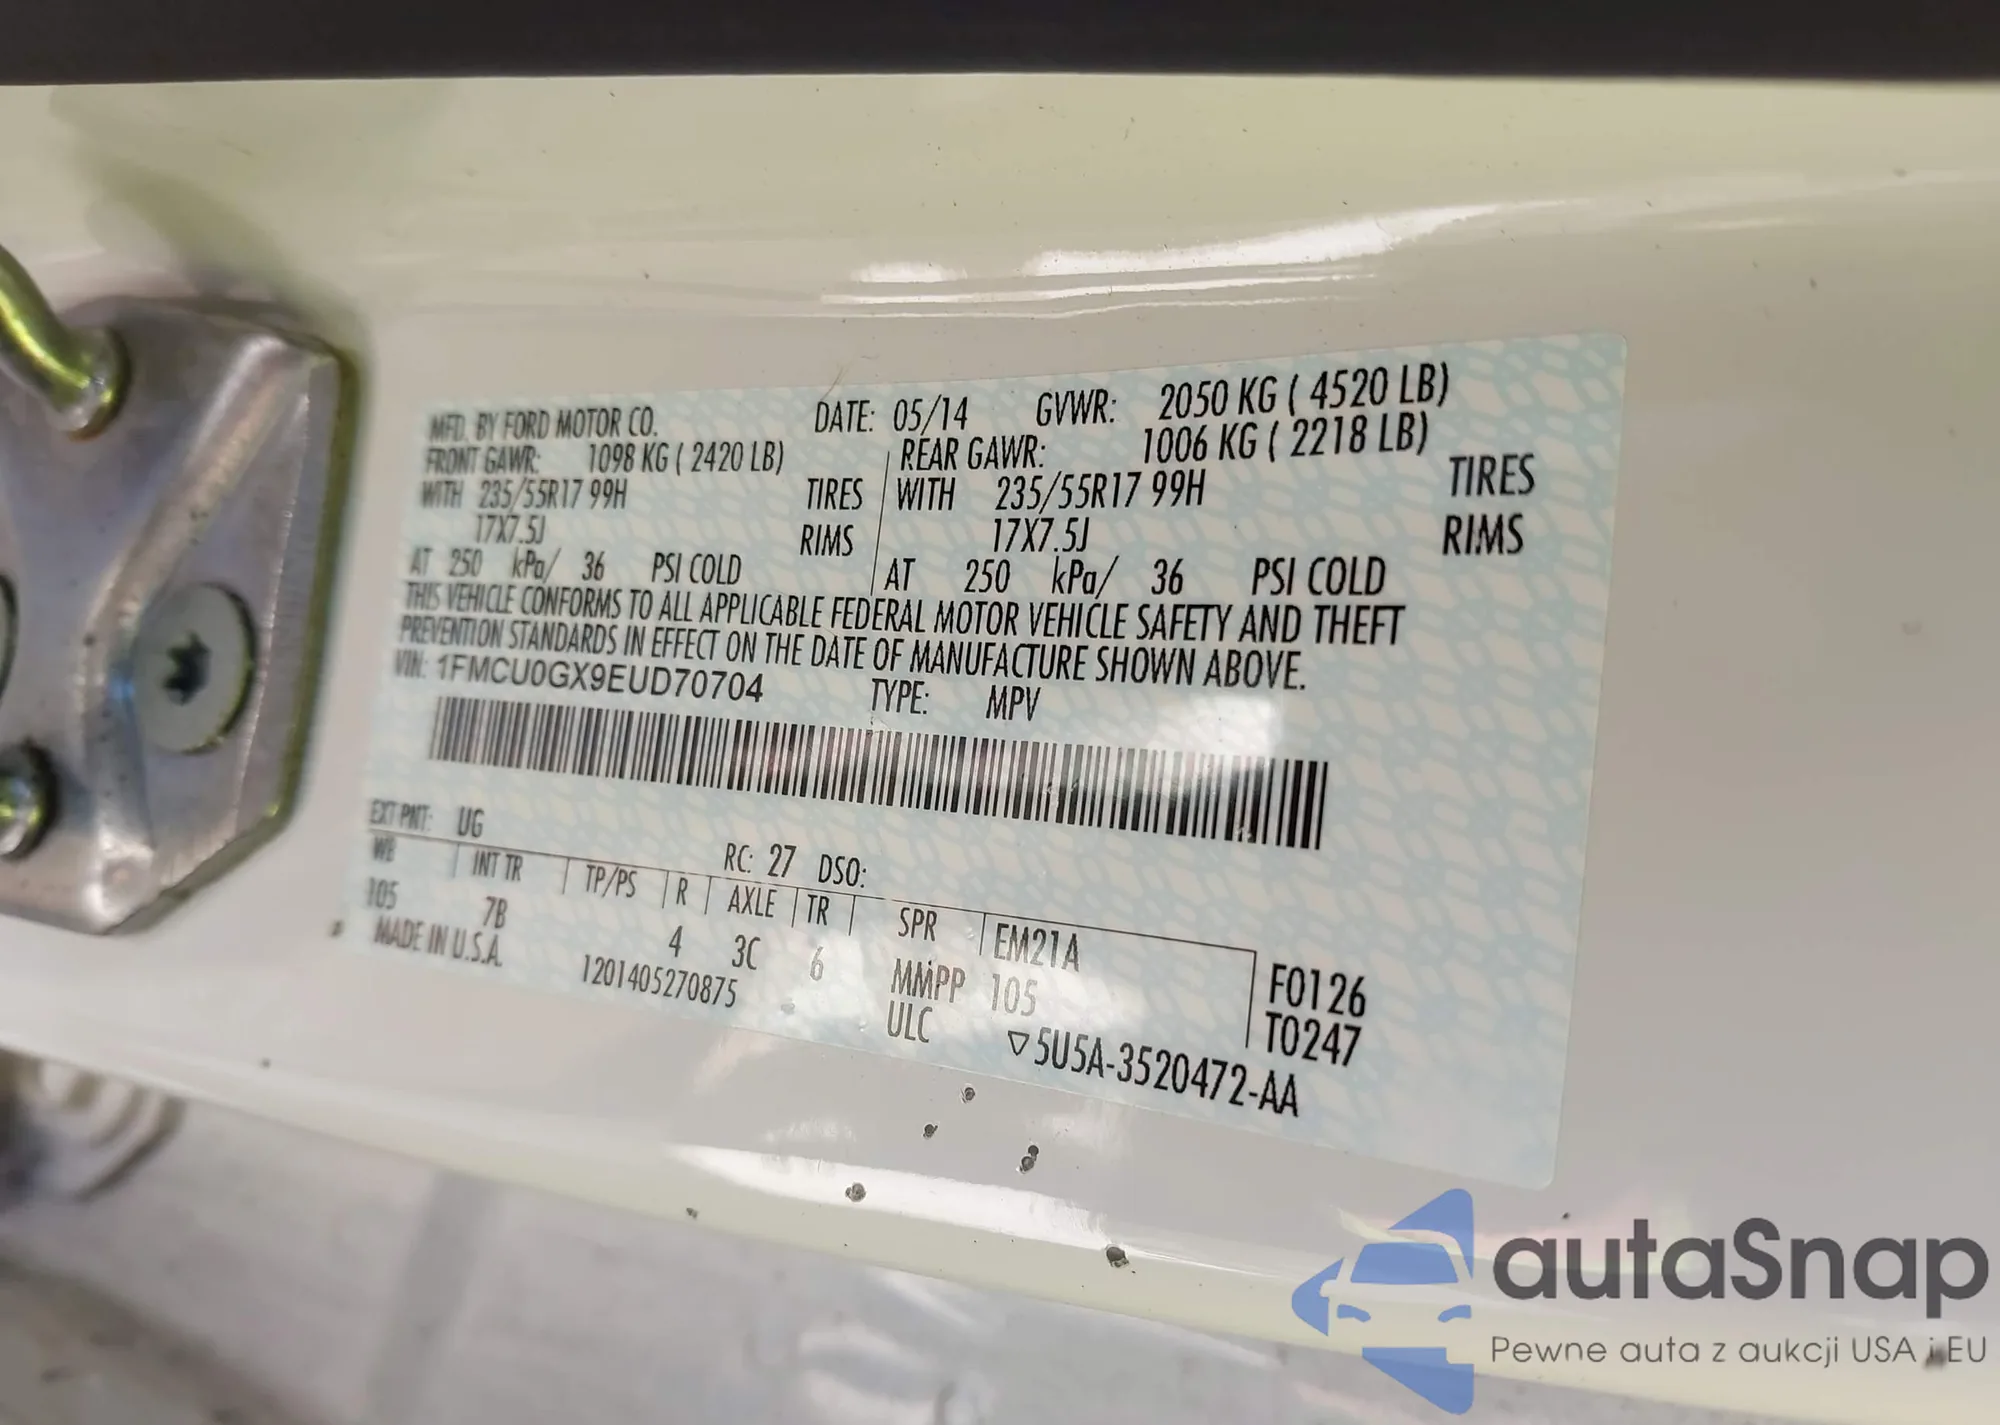 MFD. BY FORD MOTOR CO. DATE: 05/14 GVWR: 2050 KG ( 4520 LB)
FRONT GAWR: 1098 KG ( 2420 LB) REAR GAWR: 1006 KG ( 2218 LB)
WITH 235/55R17 99H TIRES WITH 235/55R17 99H TIRES
17X7.5J RIMS 17X7.5J RIMS
AT 250 kPa/ 36 PSI COLD AT 250 kPa/ 36 PSI COLD
THIS VEHICLE CONFORMS TO ALL APPLICABLE FEDERAL MOTOR VEHICLE SAFETY AND THEFT
PREVENTION STANDARDS IN EFFECT ON THE DATE OF MANUFACTURE SHOWN ABOVE.
VIN: 1FMCU0GX9EUD70704 TYPE: MPV
EXT PNT: UG RC: 27 DSO:
WB INT TR TP/PS R AXLE TR SPR EM21A F0126
105 7B 4 3C 6 MMPP 105 T0247
MADE IN U.S.A. 1201405270875 ULC ▽5U5A-3520472-AA
autaSnap
Pewne auta z aukcji USA i EU